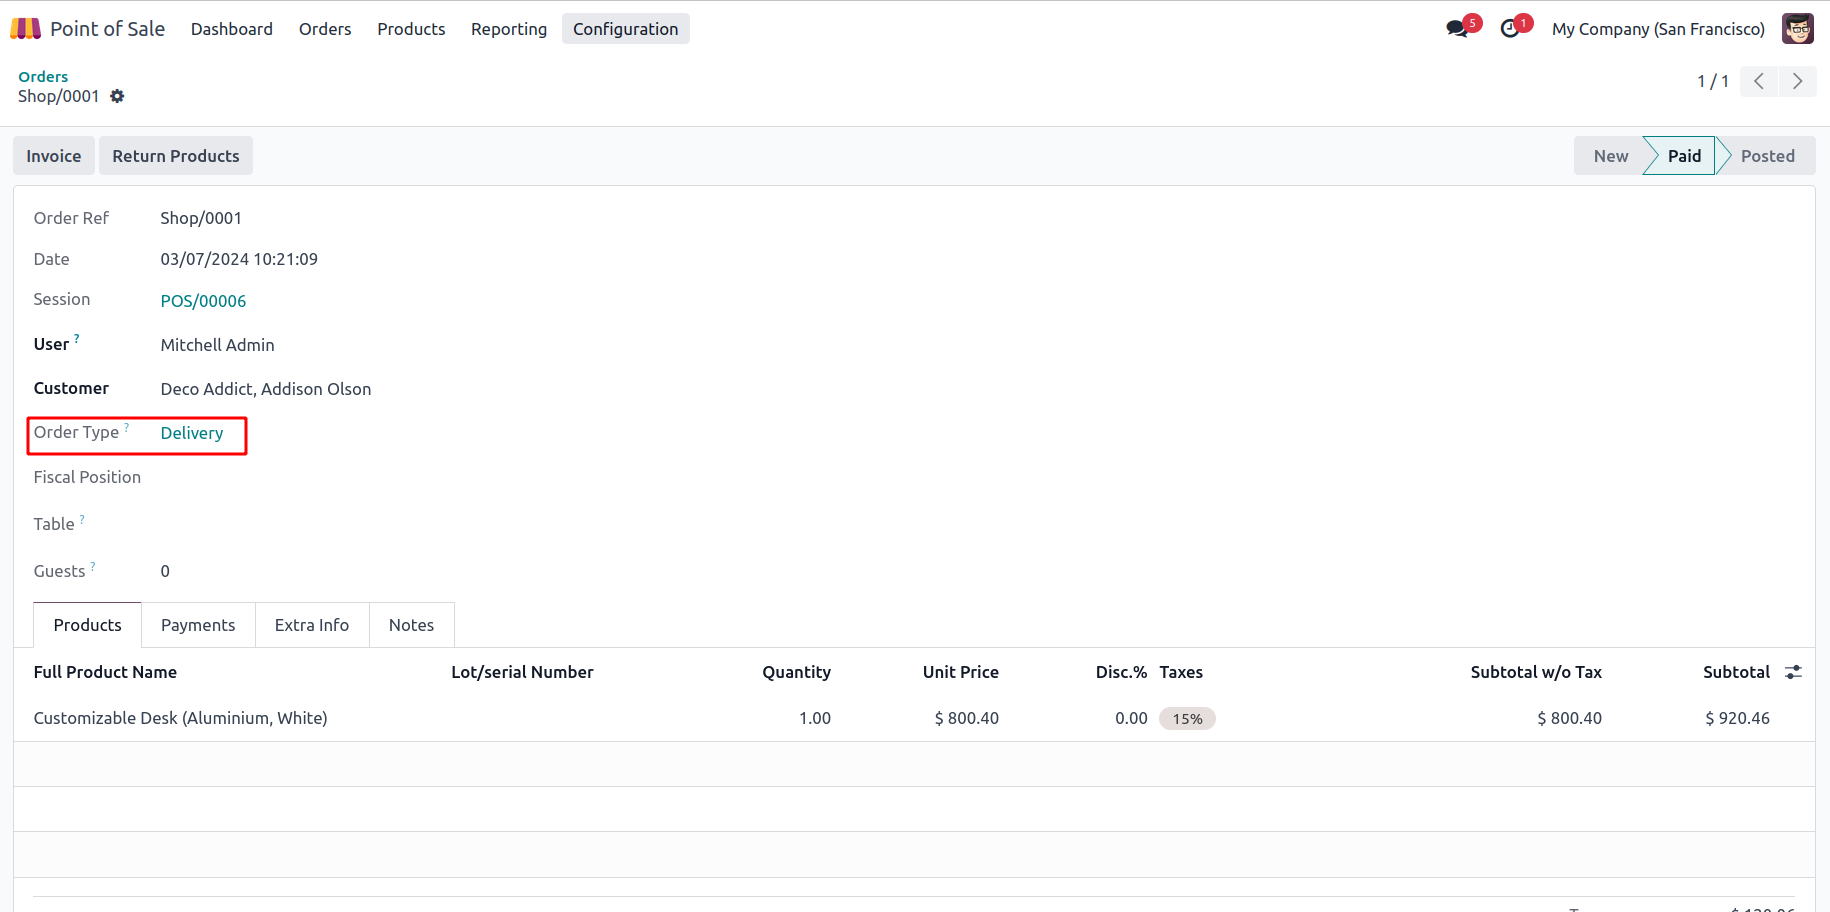 Point of Sale Dashboard Orders Products Reporting Configuration 5 1 My Company (San Francisco)
Orders
Shop/0001 1 / 1
Invoice Return Products New Paid Posted
Order Ref Shop/0001
Date 03/07/2024 10:21:09
Session POS/00006
User ? Mitchell Admin
Customer Deco Addict, Addison Olson
Order Type ? Delivery
Fiscal Position
Table ?
Guests ? 0
Products Payments Extra Info Notes
Full Product Name Lot/serial Number Quantity Unit Price Disc.% Taxes Subtotal w/o Tax Subtotal
Customizable Desk (Aluminium, White) 1.00 $ 800.40 0.00 15% $ 800.40 $ 920.46